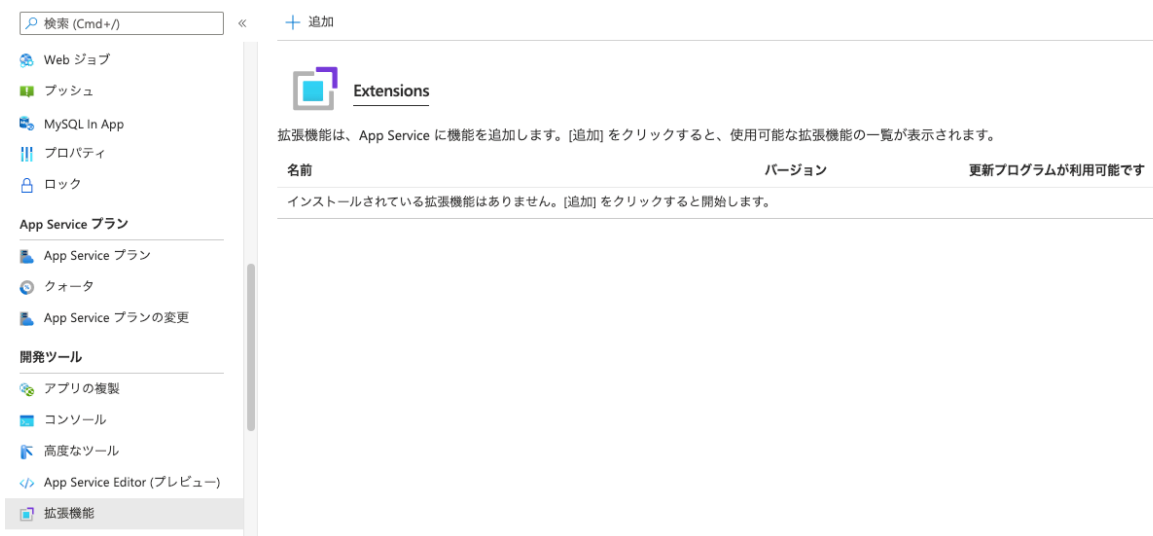 検索 (Cmd+/)
«
Web ジョブ
プッシュ
MySQL In App
プロパティ
ロック
App Service プラン
App Service プラン
クォータ
App Service プランの変更
開発ツール
アプリの複製
コンソール
高度なツール
App Service Editor (プレビュー)
拡張機能
追加
Extensions
拡張機能は、App Service に機能を追加します。[追加] をクリックすると、使用可能な拡張機能の一覧が表示されます。
名前 バージョン 更新プログラムが利用可能です
インストールされている拡張機能はありません。[追加] をクリックすると開始します。